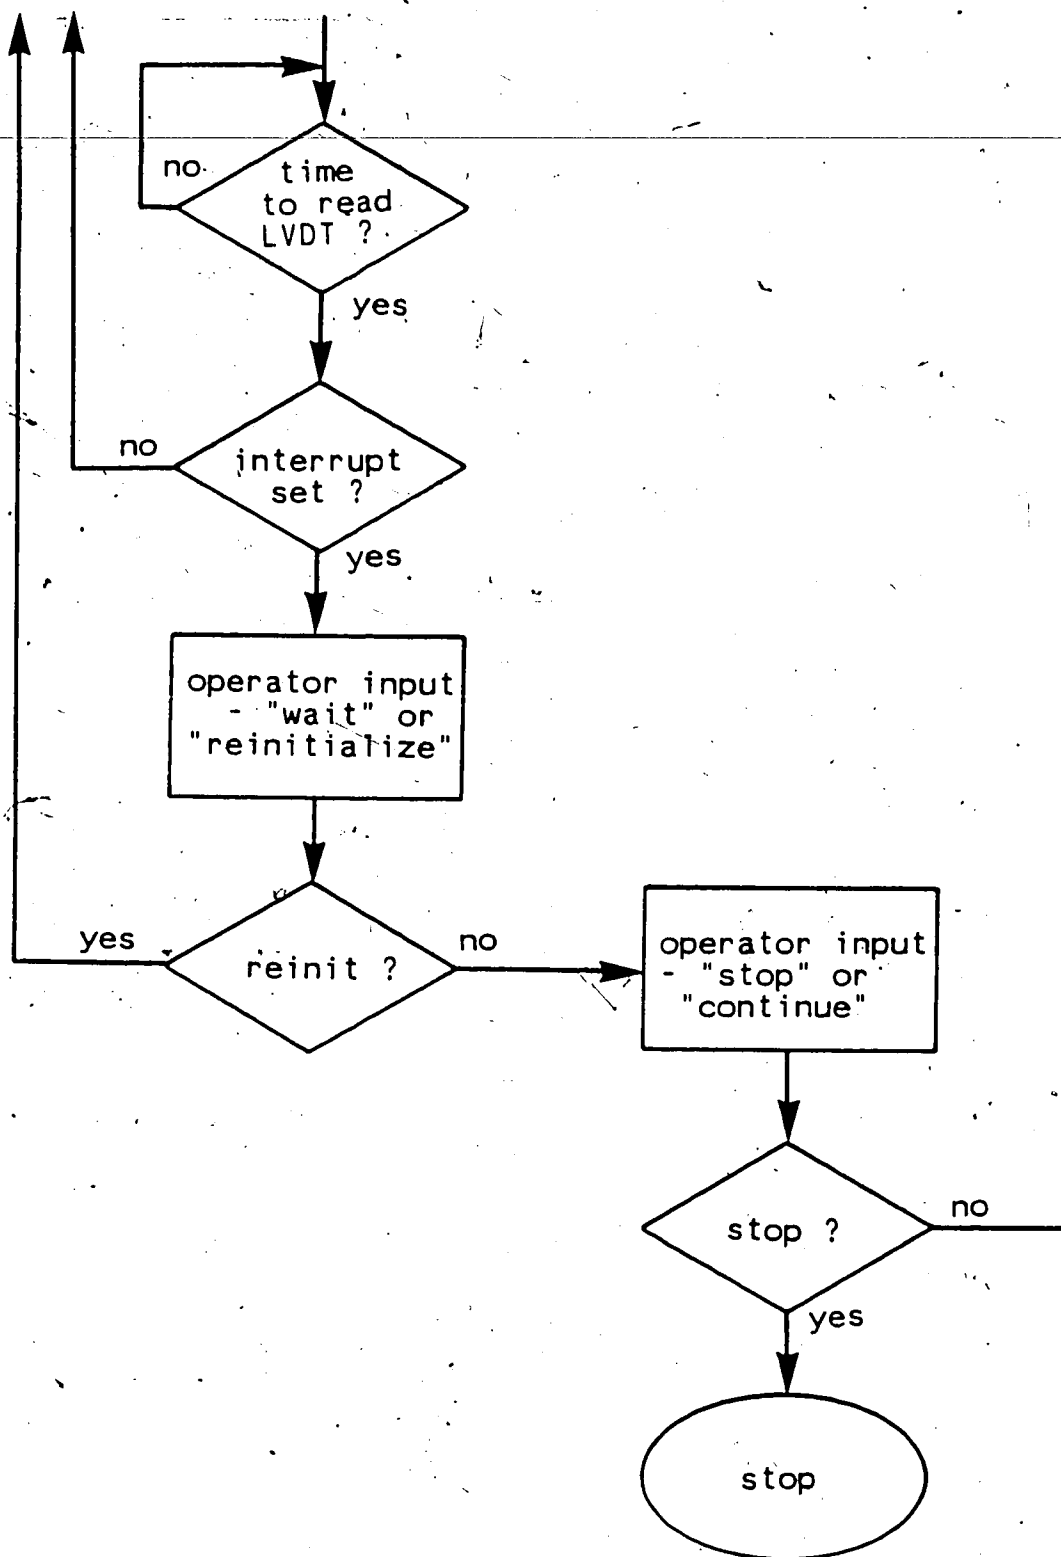 no
time
to read
LVDT ?
yes
no
interrupt
set ?
yes
operator input
- "wait" or
"reinitialize"
yes
reinit ?
no
operator input
- "stop" or
"continue"
stop ?
no
yes
stop